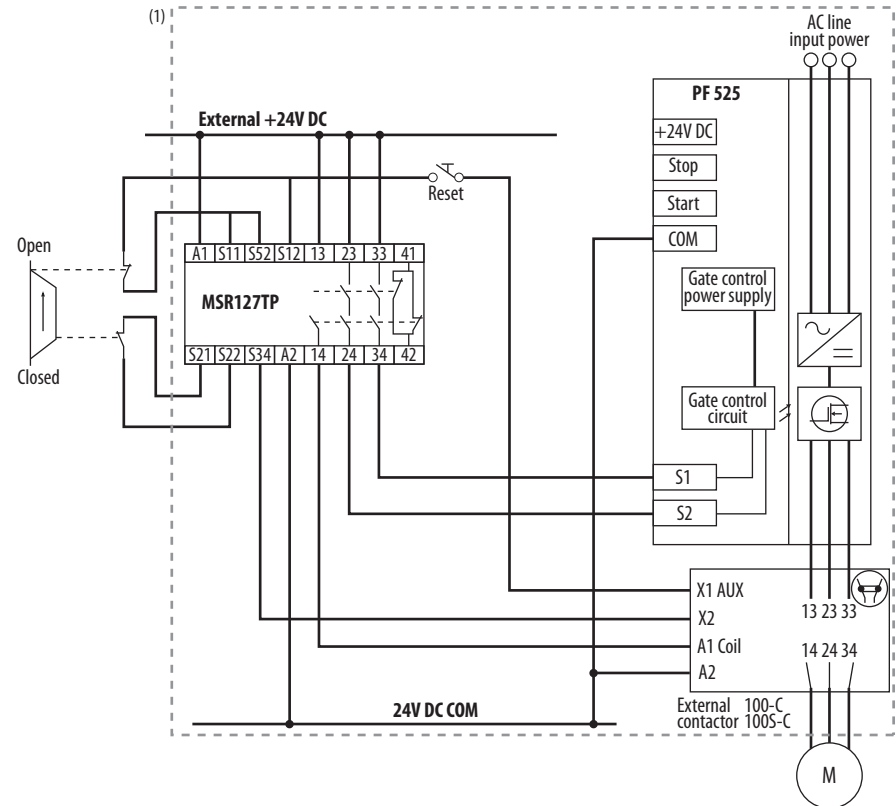 (1)
AC line
input power
PF 525
External +24V DC
+24V DC
Stop
Reset
Start
COM
Open
A1 S11 S52 S12 13 23 33 41
MSR127TP
Gate control
power supply
S21 S22 S34 A2 14 24 34 42
Closed
Gate control
circuit
S1
S2
X1 AUX
13 23 33
X2
A1 Coil
14 24 34
A2
24V DC COM
External 100-C
contactor 100S-C
M